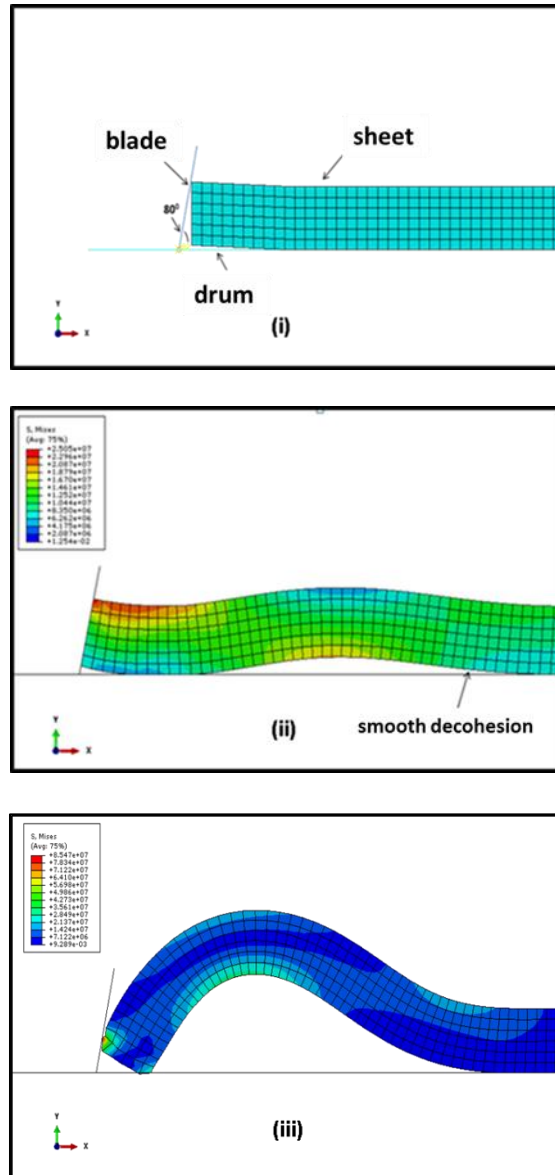 blade
sheet
80⁰
drum
Y
X
(i)
S, Mises
(Avg: 75%)
+2.505e+07
+2.296e+07
+2.087e+07
+1.879e+07
+1.670e+07
+1.461e+07
+1.252e+07
+1.044e+07
+8.350e+06
+6.262e+06
+4.175e+06
+2.087e+06
+1.254e-02
Y
X
(ii)
smooth decohesion
S, Mises
(Avg: 75%)
+8.547e+07
+7.834e+07
+7.122e+07
+6.410e+07
+5.698e+07
+4.986e+07
+4.273e+07
+3.561e+07
+2.849e+07
+2.137e+07
+1.424e+07
+7.122e+06
+9.289e-03
Y
X
(iii)